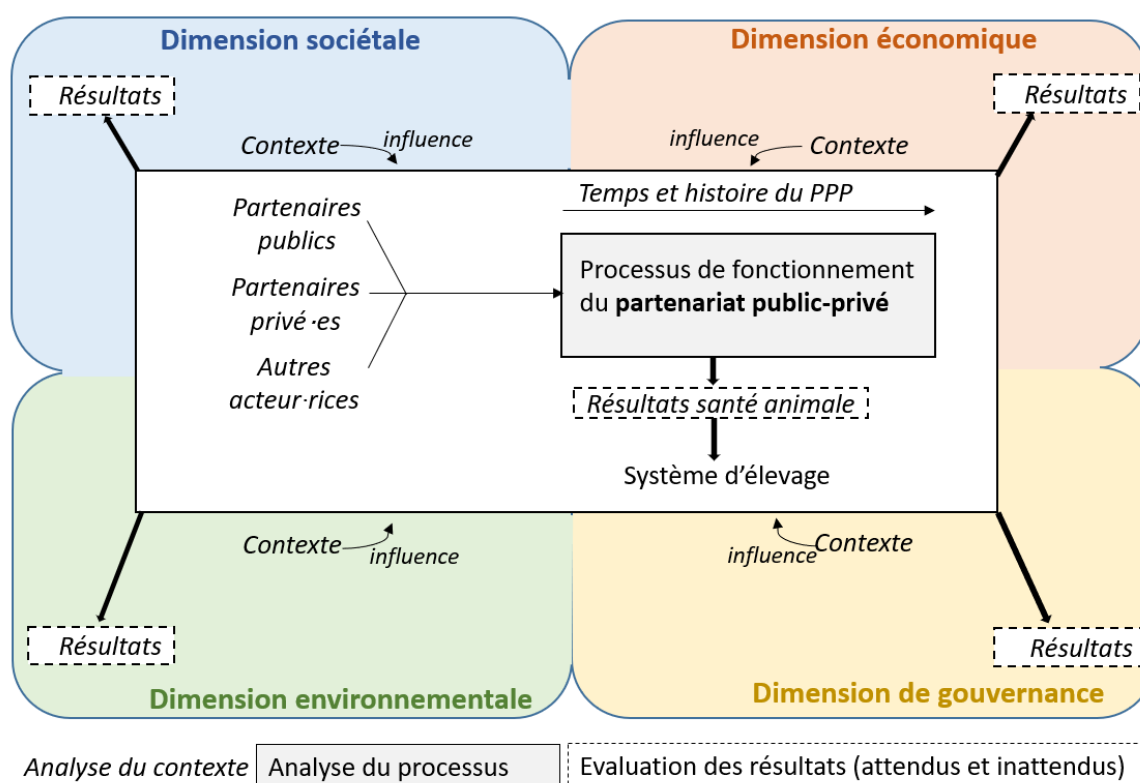 Dimension sociétale
Dimension économique
Résultats
Résultats
Contexte
influence
influence
Contexte
Temps et histoire du PPP
Partenaires
publics
Partenaires
privé·es
Autres
acteur·rices
Processus de fonctionnement
du partenariat public-privé
Résultats santé animale
Système d'élevage
Contexte
influence
influence
Contexte
Résultats
Résultats
Dimension environnementale
Dimension de gouvernance
Analyse du contexte
Analyse du processus
Evaluation des résultats (attendus et inattendus)